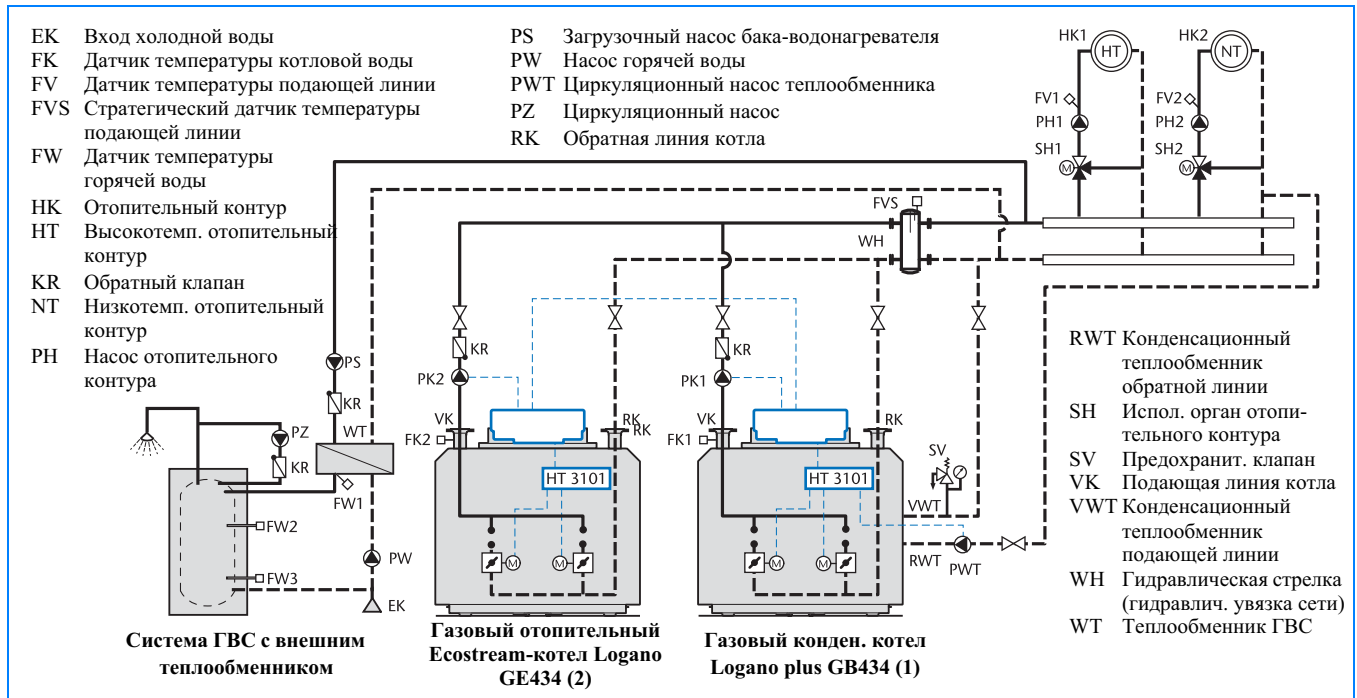 EK Вход холодной воды
FK Датчик температуры котловой воды
FV Датчик температуры подающей линии
FVS Стратегический датчик температуры
подающей линии
FW Датчик температуры
горячей воды
HK Отопительный контур
HT Высокотемп. отопительный
контур
KR Обратный клапан
NT Низкотемп. отопительный
контур
PH Насос отопительного
контура
PS Загрузочный насос бака-водонагревателя
PW Насос горячей воды
PWT Циркуляционный насос теплообменника
PZ Циркуляционный насос
RK Обратная линия котла
HK1
HT
HK2
NT
FV1
FV2
PH1
PH2
SH1
SH2
M
M
FVS
WH
RWT Конденсационный
теплообменник
обратной линии
SH Испол. орган отопи-
тельного контура
SV Предохранит. клапан
VK Подающая линия котла
VWT Конденсационный
теплообменник
подающей линии
WH Гидравлическая стрелка
(гидравлич. увязка сети)
WT Теплообменник ГВС
PS
KR
PZ
KR
WT
FW1
FW2
FW3
PW
EK
KR
PK2
VK
FK2
RK
RK
HT 3101
M
M
KR
PK1
VK
FK1
RK
HT 3101
M
M
SV
VWT
RWT
PWT
Система ГВС с внешним
теплообменником
Газовый отопительный
Ecostream-котел Logano
GE434 (2)
Газовый конден. котел
Logano plus GB434 (1)